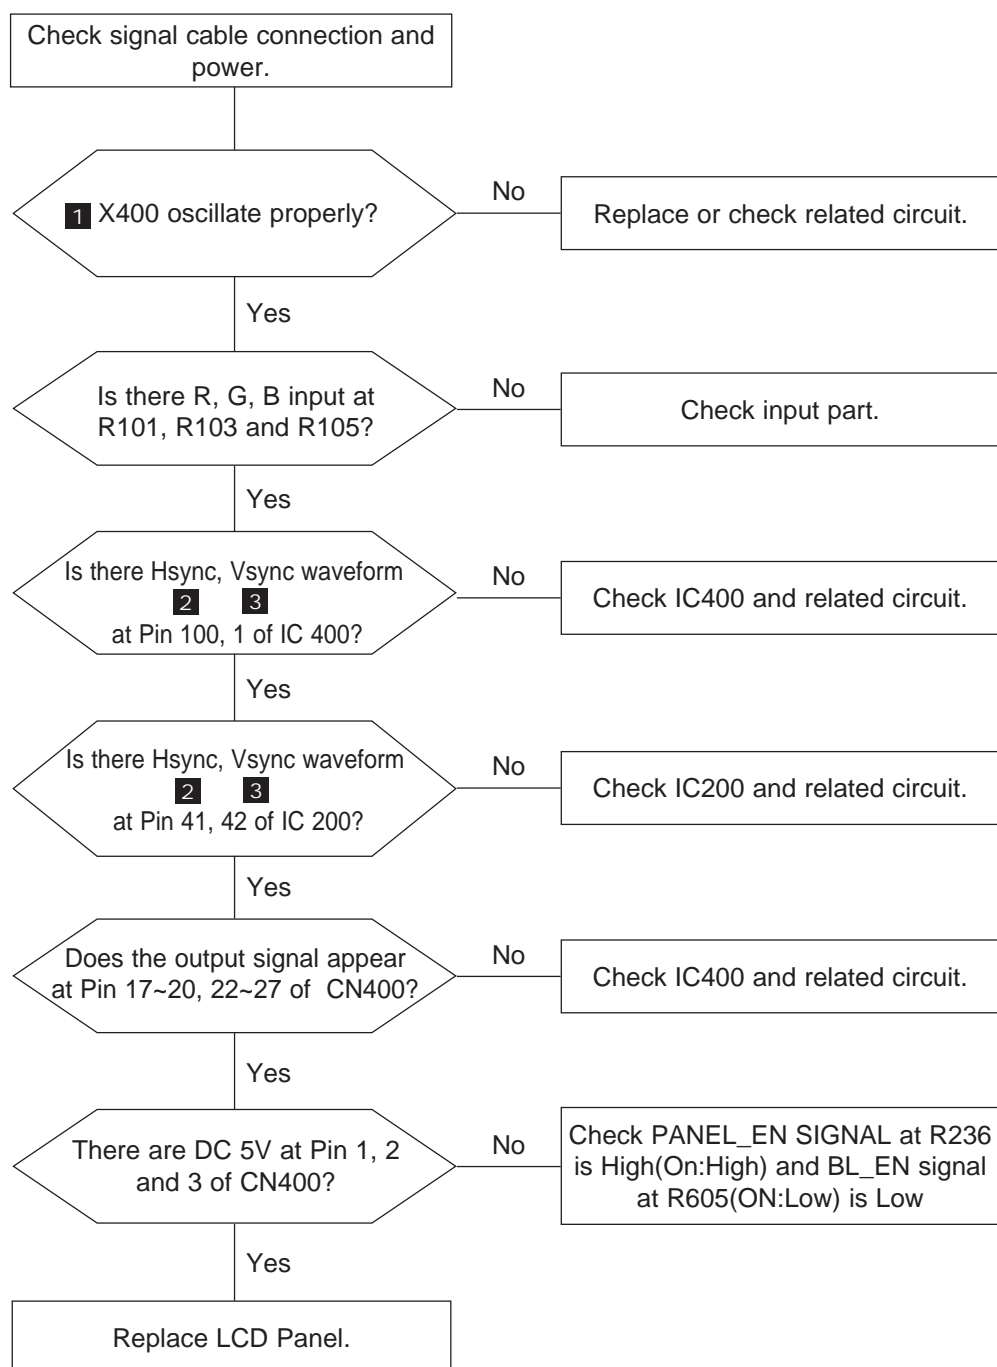 Check signal cable connection and
power.
1 X400 oscillate properly?
No
Replace or check related circuit.
Yes
Is there R, G, B input at
R101, R103 and R105?
No
Check input part.
Yes
Is there Hsync, Vsync waveform
2 3
at Pin 100, 1 of IC 400?
No
Check IC400 and related circuit.
Yes
Is there Hsync, Vsync waveform
2 3
at Pin 41, 42 of IC 200?
No
Check IC200 and related circuit.
Yes
Does the output signal appear
at Pin 17~20, 22~27 of CN400?
No
Check IC400 and related circuit.
Yes
There are DC 5V at Pin 1, 2
and 3 of CN400?
No
Check PANEL_EN SIGNAL at R236
is High(On:High) and BL_EN signal
at R605(ON:Low) is Low
Yes
Replace LCD Panel.